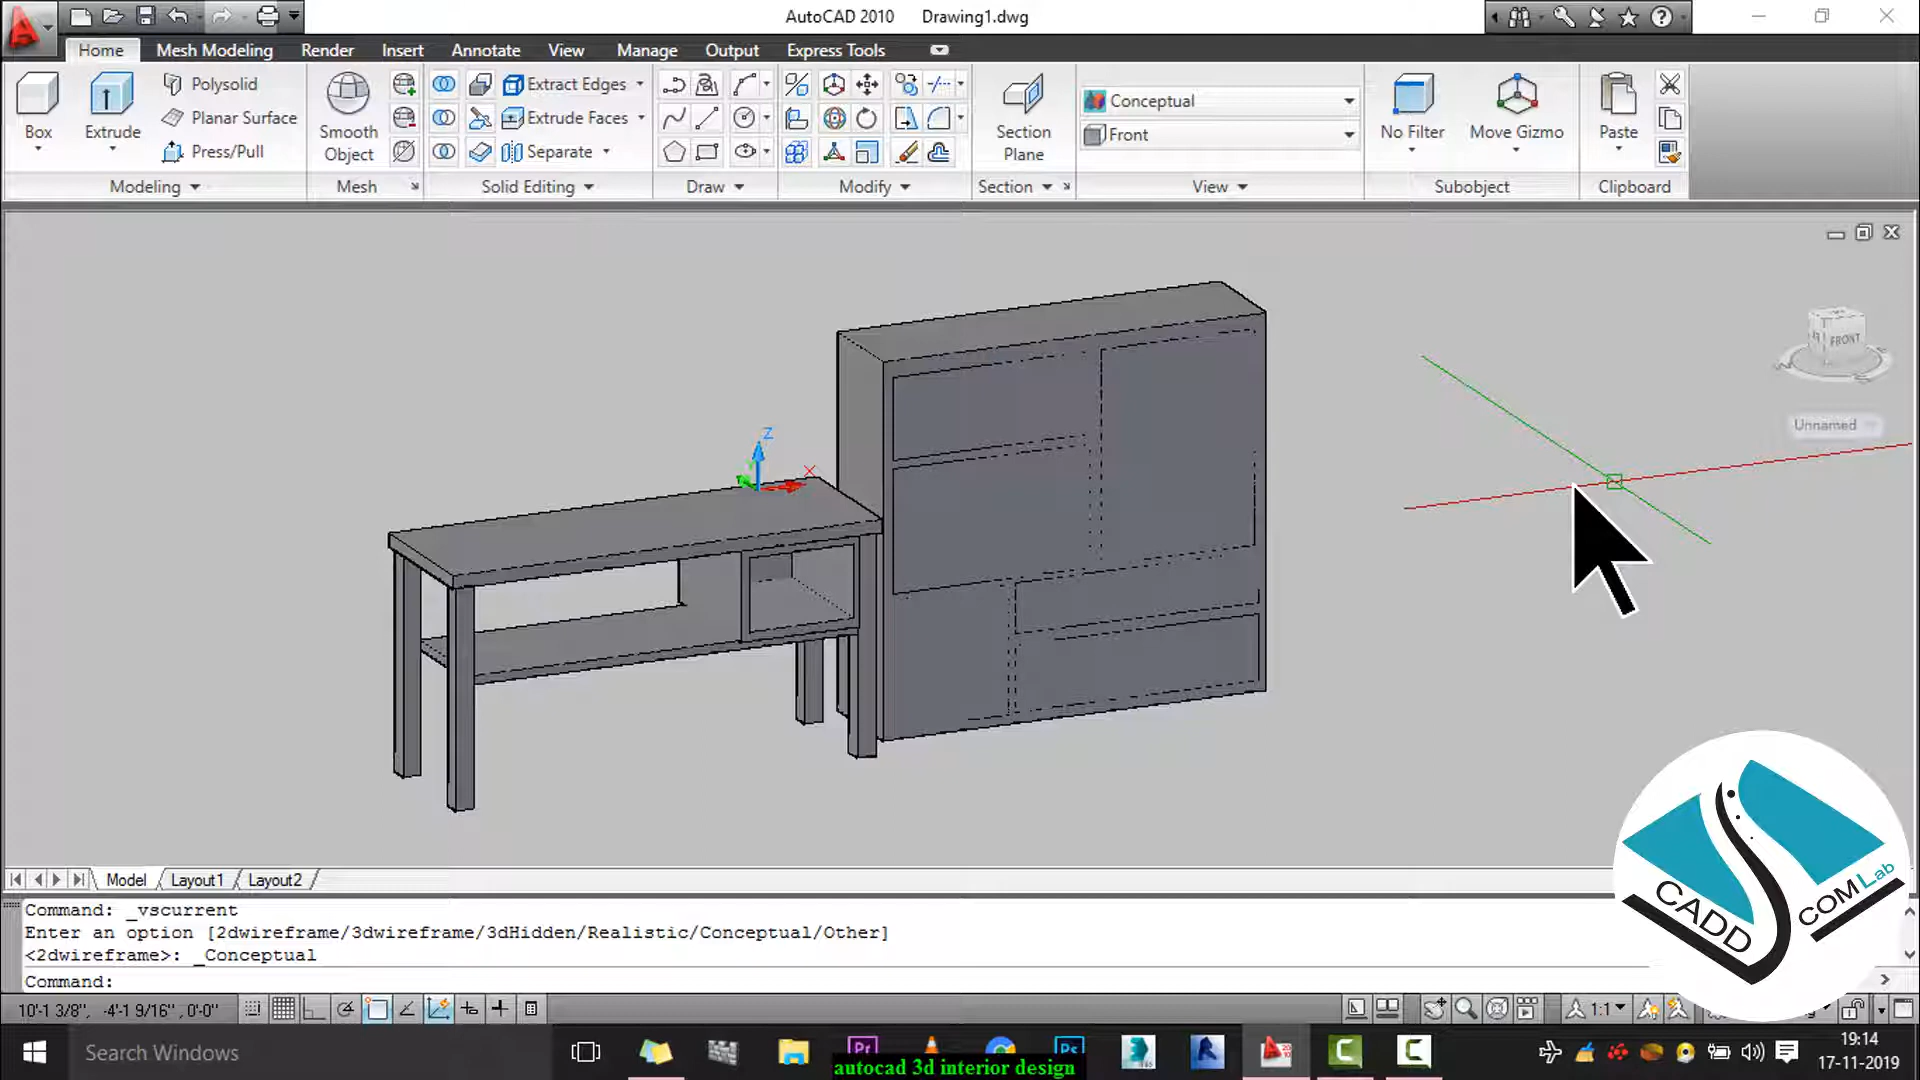 AutoCAD 2010 Drawing1.dwg
Home Mesh Modeling Render Insert Annotate View Manage Output Express Tools
Box
Extrude
Polysolid
Planar Surface
Press/Pull
Modeling
Smooth Object
Mesh
Extract Edges
Extrude Faces
Separate
Solid Editing
Draw
Modify
Section Plane
Section
Conceptual
Front
View
No Filter
Move Gizmo
Subobject
Paste
Clipboard
FRONT
Unnamed
Z
X
Model Layout1 Layout2
Command: _vscurrent
Enter an option [2dwireframe/3dwireframe/3dHidden/Realistic/Conceptual/Other]
<2dwireframe>: _Conceptual
Command:
CADD COM Lab
10'-1 3/8", -4'-1 9/16", 0'-0"
1:1
Search Windows
Pr
Ps
autocad 3d interior design
19:14
17-11-2019